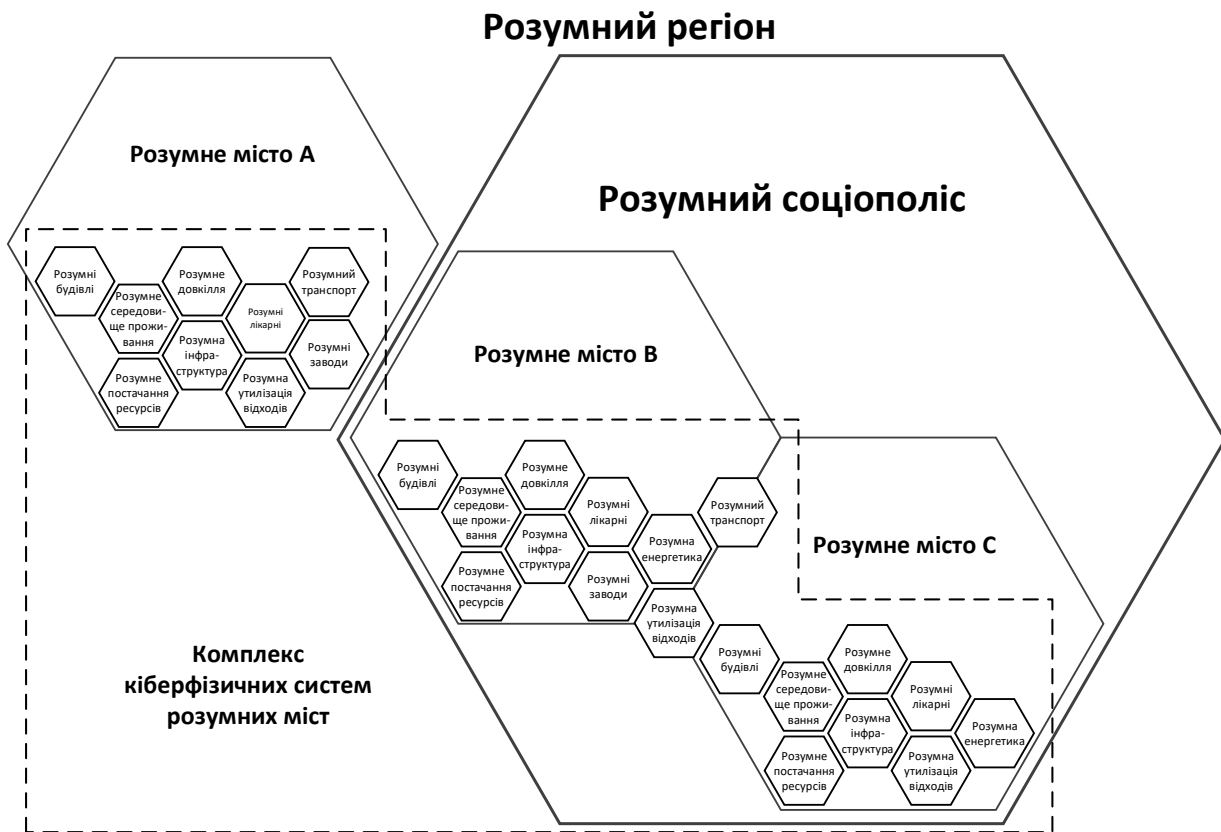 Розумний регіон
Розумне місто А
Розумний соціополіс
Розумні
будівлі
Розумне
довкілля
Розумний
транспорт
Розумне
середови-
ще прожи-
вання
Розумні
лікарні
Розумна
інфра-
структура
Розумні
заводи
Розумне
постачання
ресурсів
Розумна
утилізація
відходів
Розумне місто В
Розумні
будівлі
Розумне
довкілля
Розумне
середови-
ще прожи-
вання
Розумні
лікарні
Розумний
транспорт
Розумна
інфра-
структура
Розумна
енергетика
Розумне
постачання
ресурсів
Розумні
заводи
Розумна
утилізація
відходів
Розумне місто С
Розумні
будівлі
Розумне
довкілля
Розумне
середови-
ще прожи-
вання
Розумні
лікарні
Розумна
інфра-
структура
Розумна
енергетика
Розумне
постачання
ресурсів
Розумна
утилізація
відходів
Комплекс
кіберфізичних систем
розумних міст